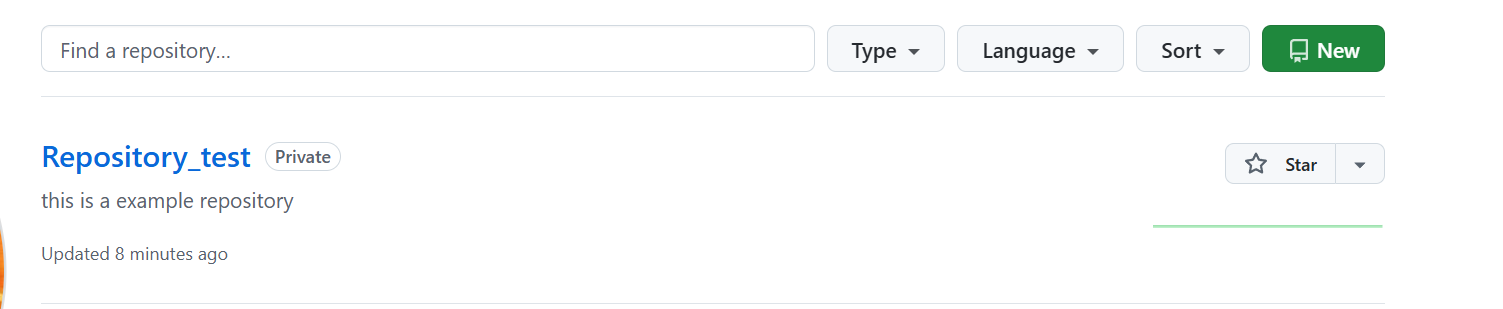 Find a repository...
Type
Language
Sort
New
Repository_test Private
Star
this is a example repository
Updated 8 minutes ago